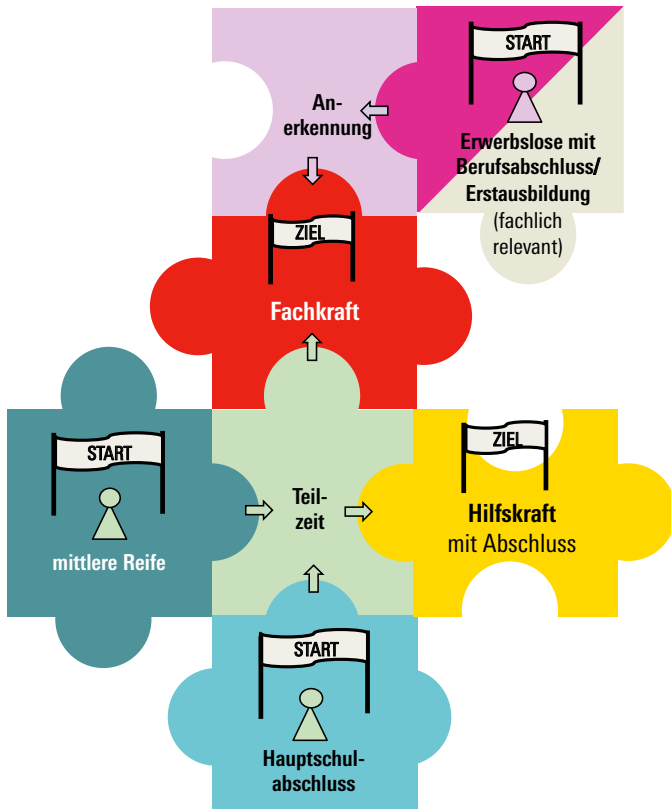 START
An-
erkennung
Erwerbslose mit
Berufsabschluss/
Erstausbildung
(fachlich
relevant)
ZIEL
Fachkraft
START
mittlere Reife
Teil-
zeit
ZIEL
Hilfskraft
mit Abschluss
START
Hauptschul-
abschluss